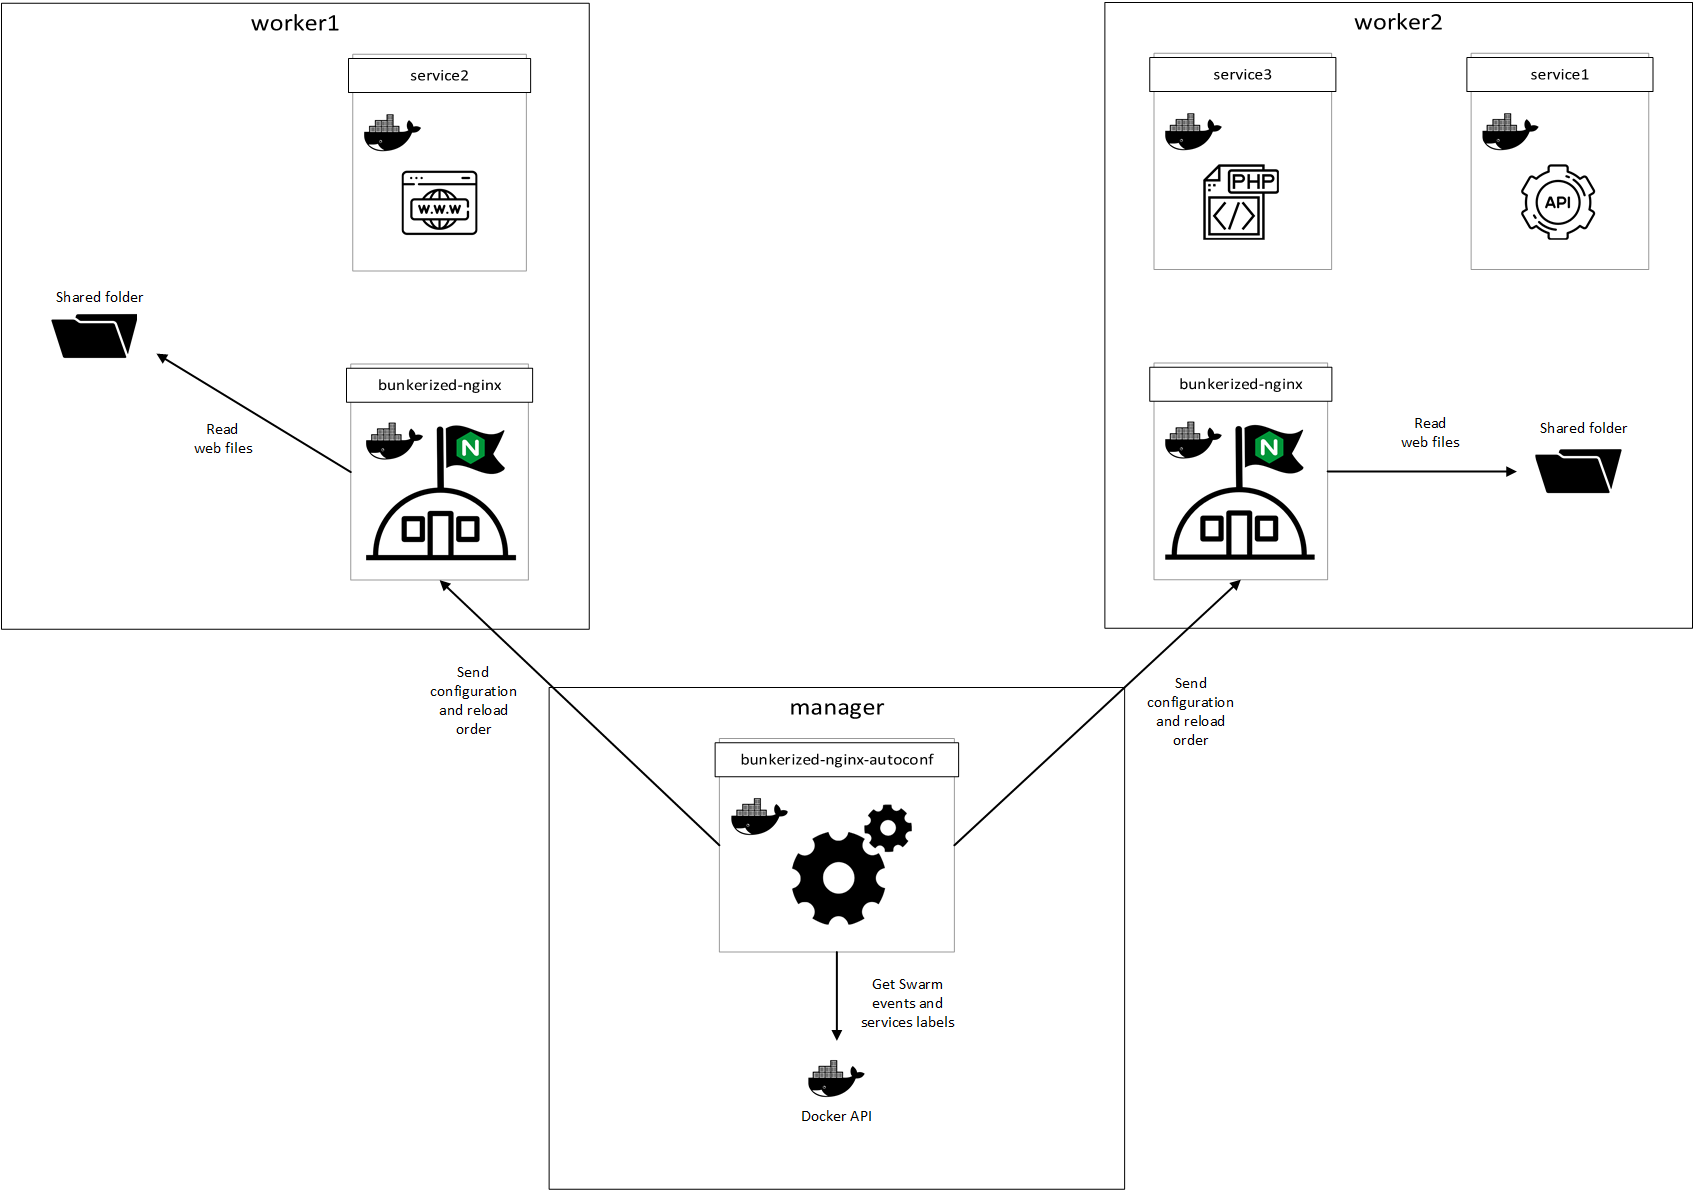 worker1
service2
W.W.W
Shared folder
Read
web files
bunkerized-nginx
N
worker2
service3
PHP
</>
service1
API
bunkerized-nginx
N
Read
web files
Shared folder
Send
configuration
and reload
order
Send
configuration
and reload
order
manager
bunkerized-nginx-autoconf
Get Swarm
events and
services labels
Docker API